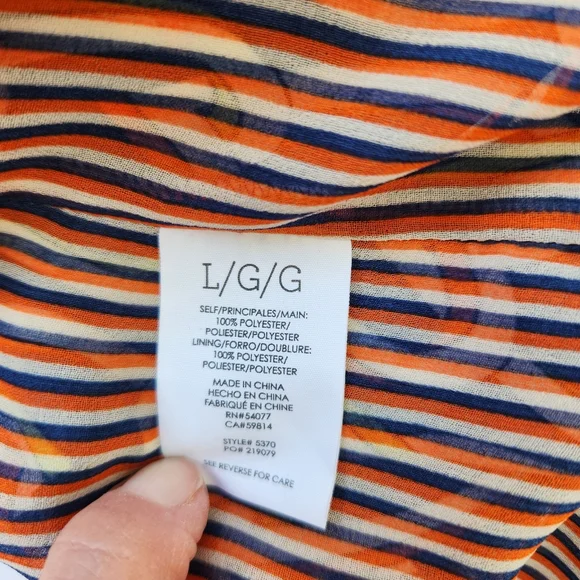 L/G/G
SELF/PRINCIPALES/MAIN:
100% POLYESTER/
POLIESTER/POLYESTER
LINING/FORRO/DOUBLURE:
100% POLYESTER/
POLIESTER/POLYESTER
MADE IN CHINA
HECHO EN CHINA
FABRIQUÉ EN CHINE
RN#54077
CA#59814
STYLE# 5370
PO# 219079
SEE REVERSE FOR CARE